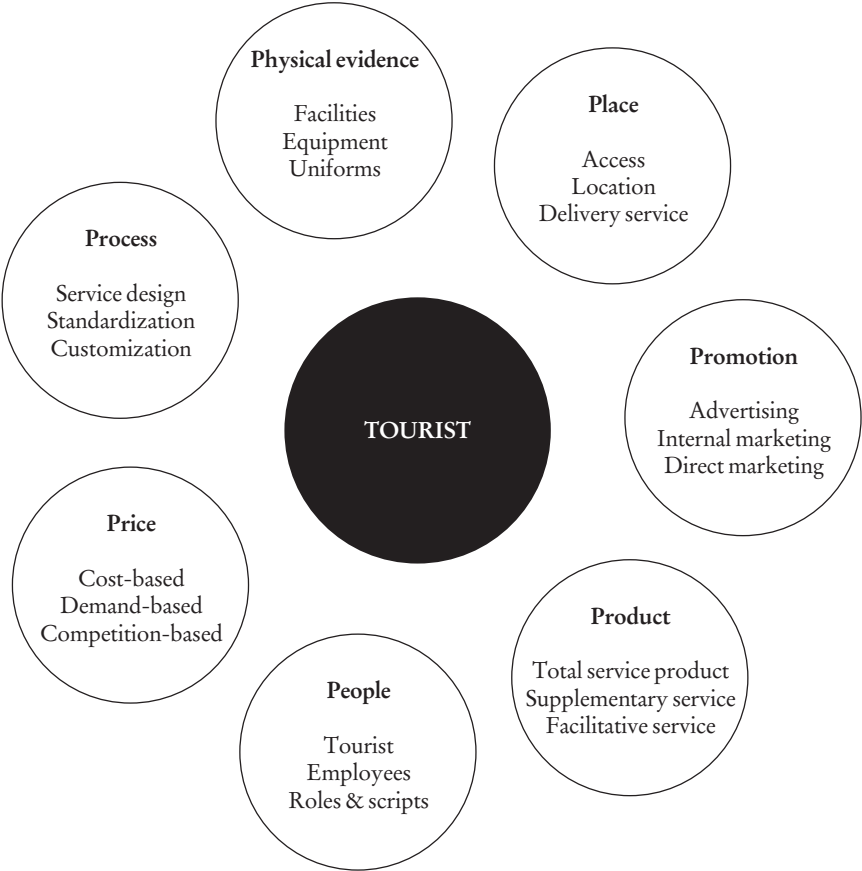 Physical evidence
Facilities
Equipment
Uniforms
Place
Access
Location
Delivery service
Process
Service design
Standardization
Customization
Promotion
Advertising
Internal marketing
Direct marketing
TOURIST
Price
Cost-based
Demand-based
Competition-based
Product
Total service product
Supplementary service
Facilitative service
People
Tourist
Employees
Roles & scripts